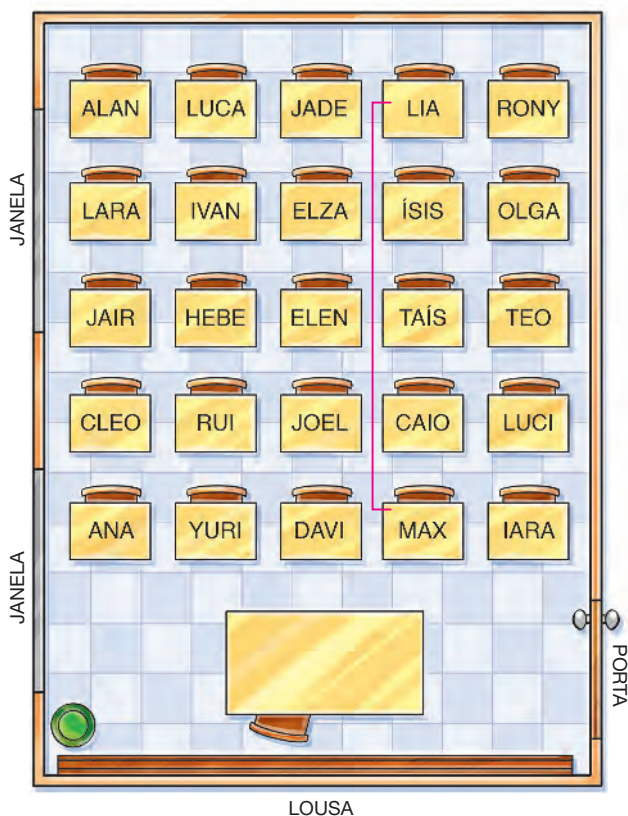 ALAN LUCA JADE LIA RONY
JANELA
LARA IVAN ELZA ÍSIS OLGA
JAIR HEBE ELEN TAÍS TEO
CLEO RUI JOEL CAIO LUCI
ANA YURI DAVI MAX IARA
JANELA
PORTA
LOUSA